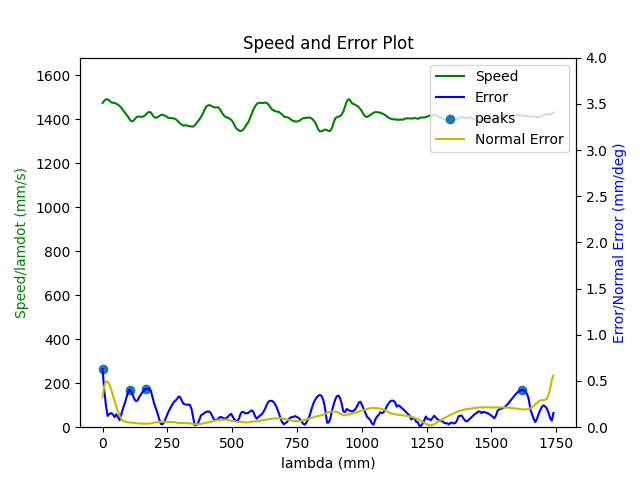 Speed and Error Plot
Speed
Error
peaks
Normal Error
Speed/lamdot (mm/s)
1600
1400
1200
1000
800
600
400
200
0
4.0
3.5
3.0
2.5
2.0
1.5
1.0
0.5
0.0
Error/Normal Error (mm/deg)
0 250 500 750 1000 1250 1500 1750
lambda (mm)